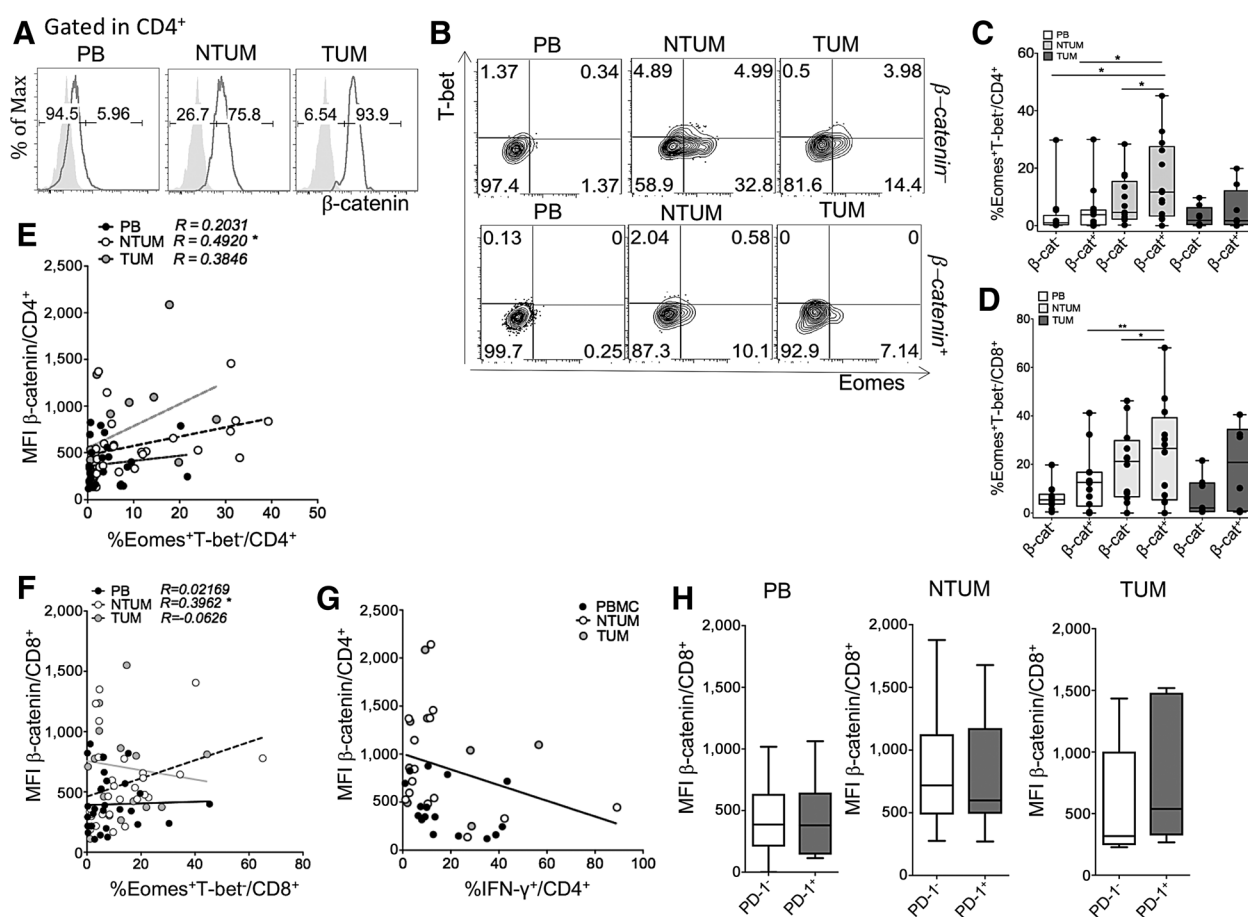 A Gated in CD4⁺
PB NTUM TUM
% of Max
94.5 5.96
26.7 75.8
6.54 93.9
β-catenin
B
PB NTUM TUM
T-bet
1.37 0.34
97.4 1.37
4.89 4.99
58.9 32.8
0.5 3.98
81.6 14.4
β-catenin⁻
PB NTUM TUM
0.13 0
99.7 0.25
2.04 0.58
87.3 10.1
0 0
92.9 7.14
β-catenin⁺
Eomes
C
PB
NTUM
TUM
%Eomes⁺T-bet⁻/CD4⁺
60
40
20
0
*
*
*
β-cat⁻ β-cat⁺ β-cat⁻ β-cat⁺ β-cat⁻ β-cat⁺
D
PB
NTUM
TUM
%Eomes⁺T-bet⁻/CD8⁺
80
60
40
20
0
**
*
β-cat⁻ β-cat⁺ β-cat⁻ β-cat⁺ β-cat⁻ β-cat⁺
E
PB R = 0.2031
NTUM R = 0.4920 *
TUM R = 0.3846
MFI β-catenin/CD4⁺
2,500
2,000
1,500
1,000
500
0
0 10 20 30 40 50
%Eomes⁺T-bet⁻/CD4⁺
F
PB R=0.02169
NTUM R=0.3962 *
TUM R=-0.0626
MFI β-catenin/CD8⁺
2,000
1,500
1,000
500
0
0 20 40 60 80
%Eomes⁺T-bet⁻/CD8⁺
G
PBMC
NTUM
TUM
MFI β-catenin/CD4⁺
2,500
2,000
1,500
1,000
500
0
0 20 40 60 80 100
%IFN-γ⁺/CD4⁺
H
PB
MFI β-catenin/CD8⁺
2,000
1,500
1,000
500
0
PD-1⁻ PD-1⁺
NTUM
MFI β-catenin/CD8⁺
2,000
1,500
1,000
500
0
PD-1⁻ PD-1⁺
TUM
MFI β-catenin/CD8⁺
2,000
1,500
1,000
500
0
PD-1⁻ PD-1⁺